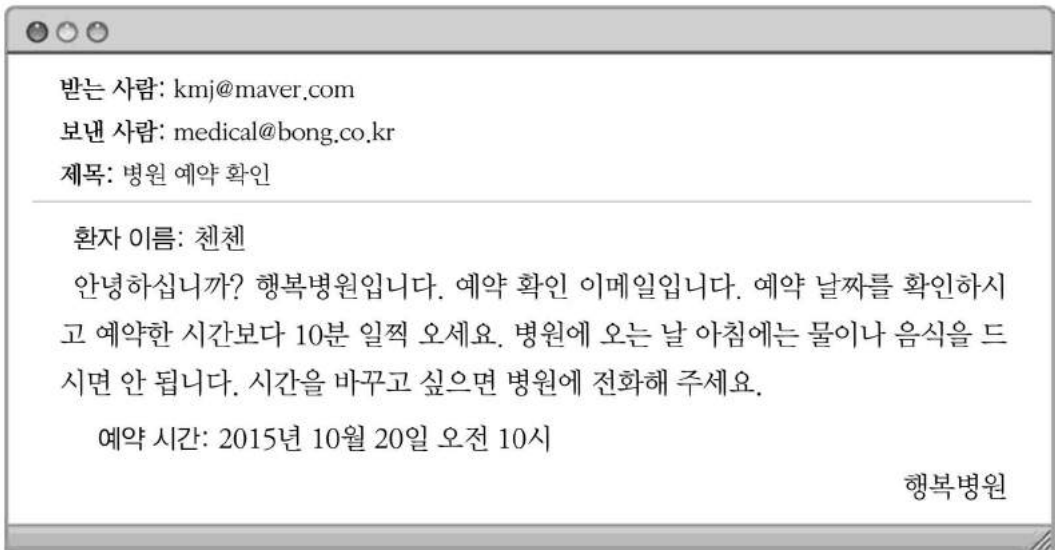 받는 사람: kmj@maver.com
보낸 사람: medical@bong.co.kr
제목: 병원 예약 확인
환자 이름: 첸첸
안녕하십니까? 행복병원입니다. 예약 확인 이메일입니다. 예약 날짜를 확인하시
고 예약한 시간보다 10분 일찍 오세요. 병원에 오는 날 아침에는 물이나 음식을 드
시면 안 됩니다. 시간을 바꾸고 싶으면 병원에 전화해 주세요.
예약 시간: 2015년 10월 20일 오전 10시
행복병원